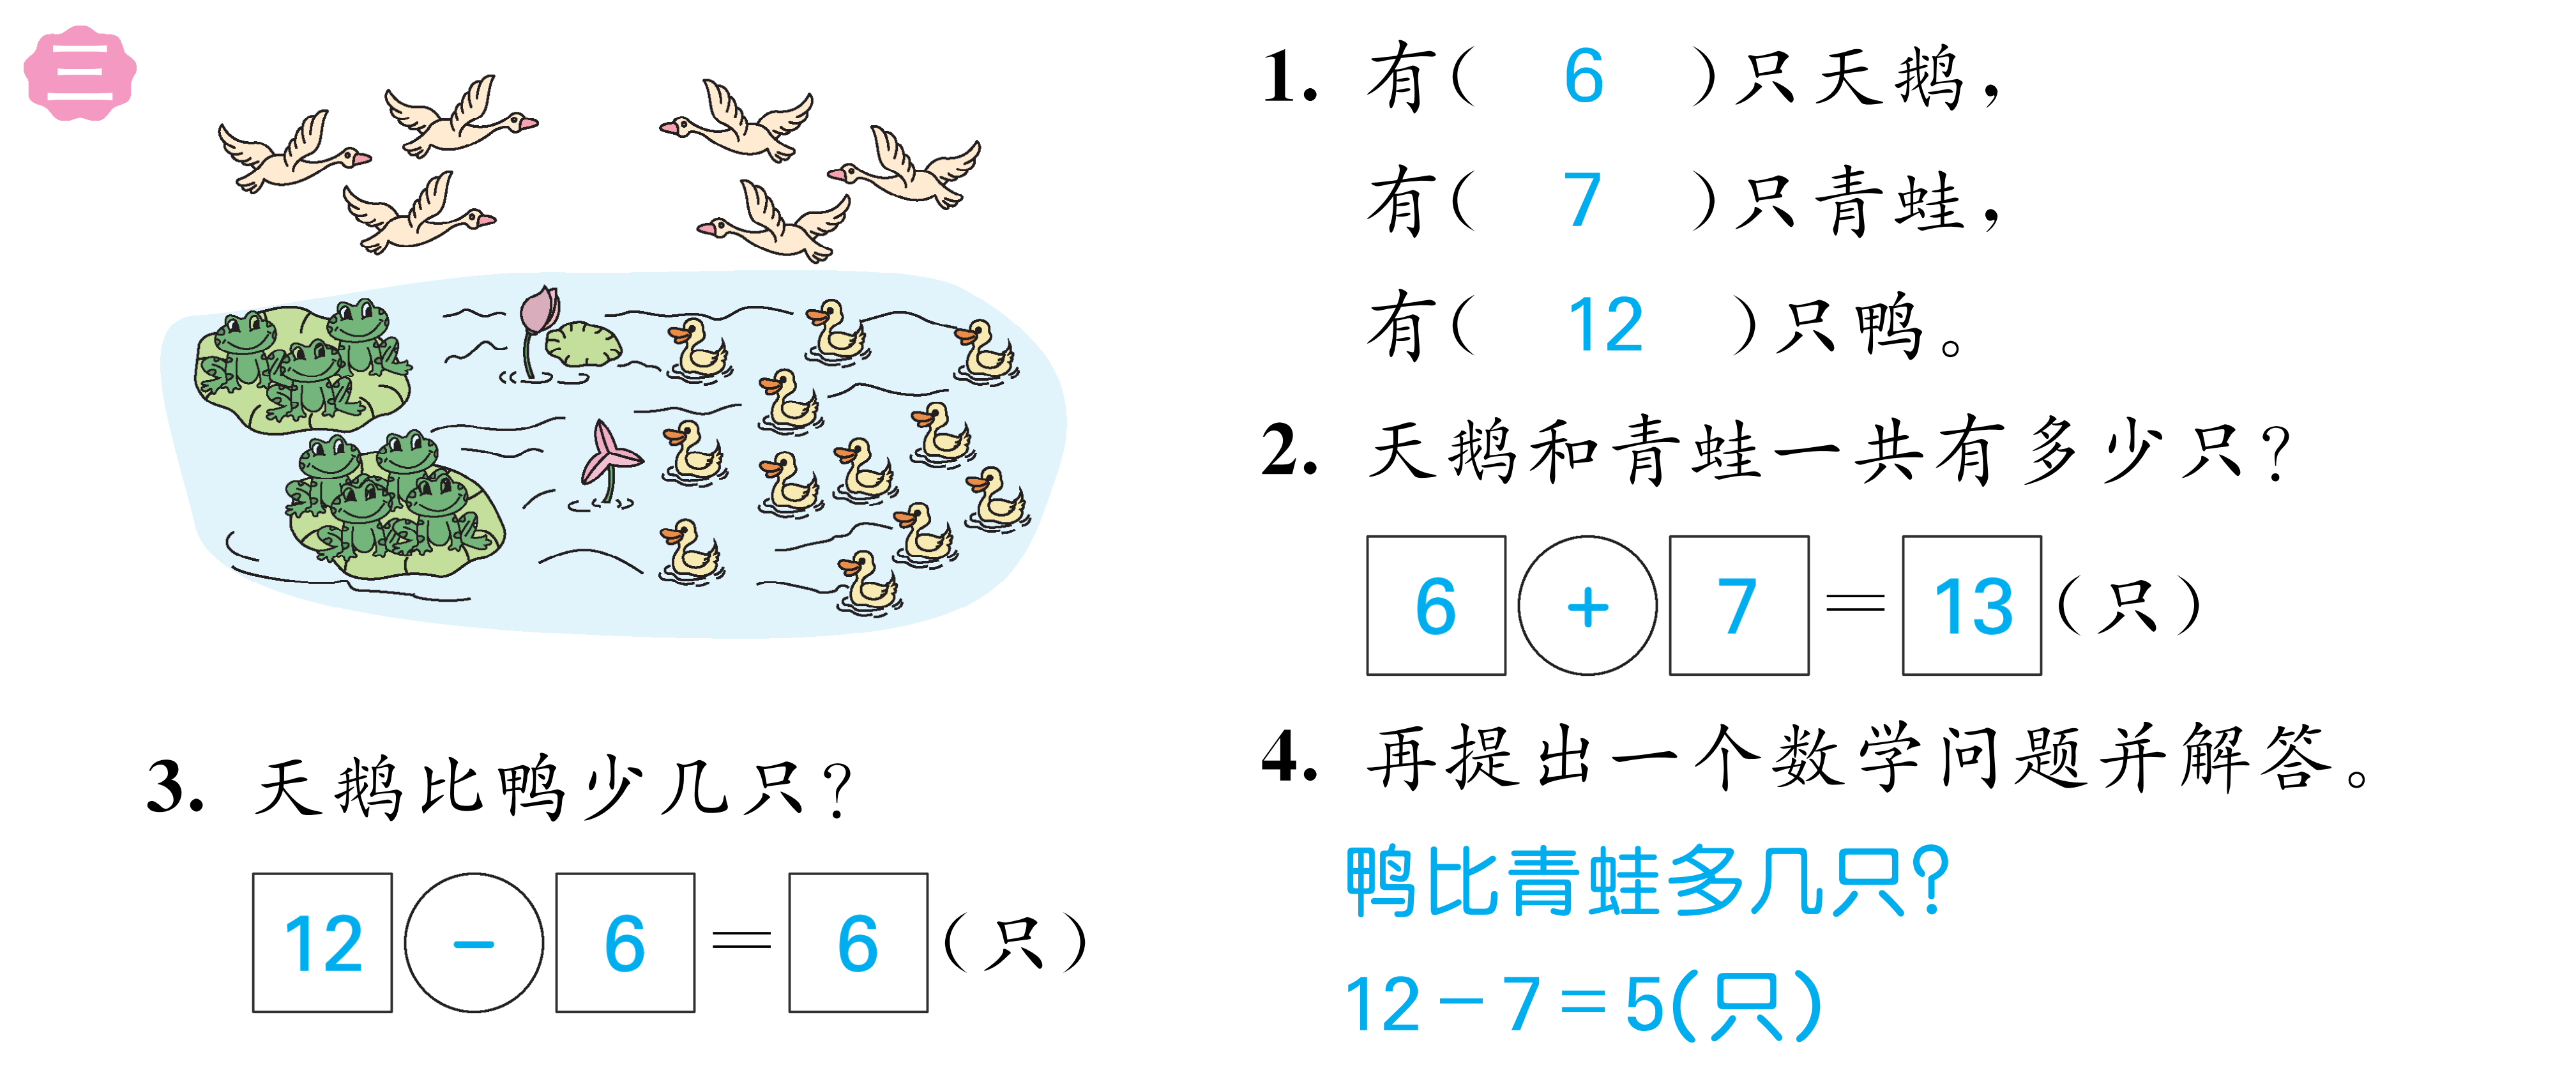 三
1. 有( 6 )只天鹅,
有( 7 )只青蛙,
有( 12 )只鸭。
2. 天鹅和青蛙一共有多少只?
6 + 7 = 13 (只)
3. 天鹅比鸭少几只?
12 - 6 = 6 (只)
4. 再提出一个数学问题并解答。
鸭比青蛙多几只?
12-7=5(只)